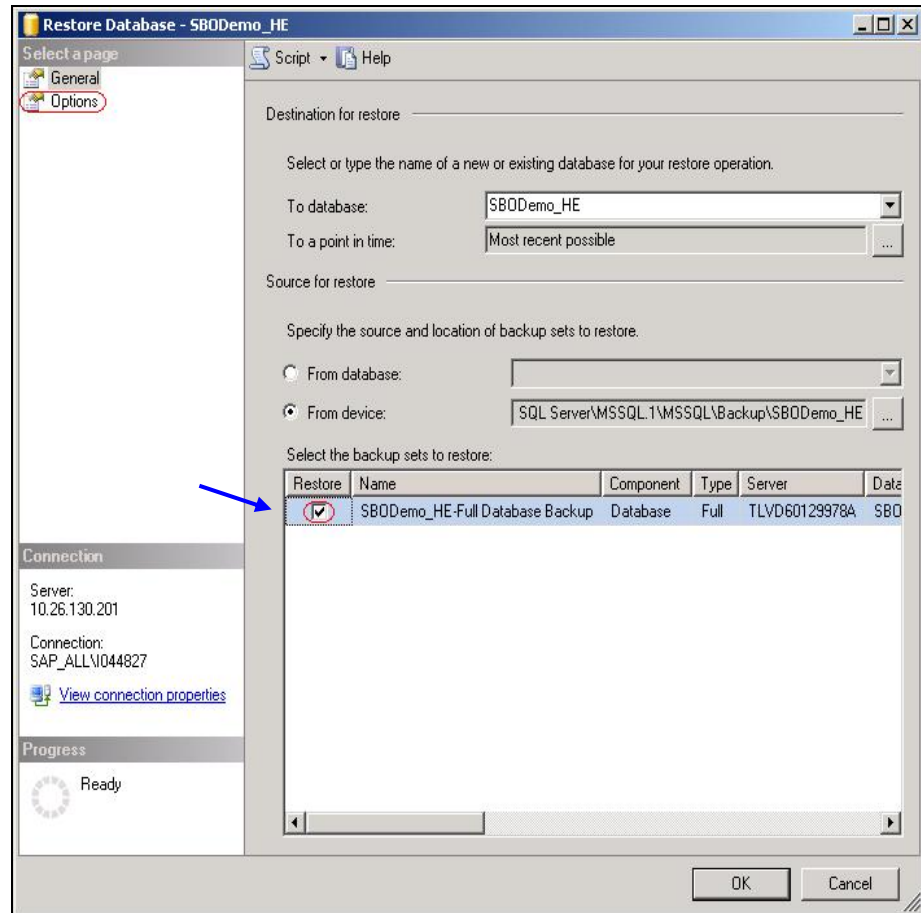 Restore Database - SBODemo_HE
Select a page
General
Options
Script
Help
Destination for restore
Select or type the name of a new or existing database for your restore operation.
To database:
SBODemo_HE
To a point in time:
Most recent possible
...
Source for restore
Specify the source and location of backup sets to restore.
From database:
From device:
SQL Server\MSSQL.1\MSSQL\Backup\SBODemo_HE
...
Select the backup sets to restore:
Restore Name Component Type Server Data
SBODemo_HE-Full Database Backup Database Full TLVD60129978A SBO
Connection
Server:
10.26.130.201
Connection:
SAP_ALL\I044827
View connection properties
Progress
Ready
OK
Cancel